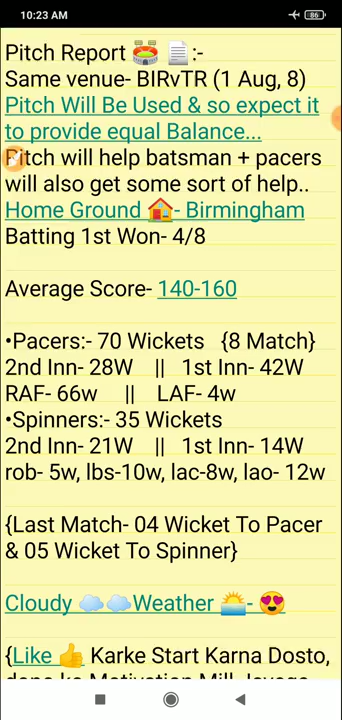 10:23 AM
86
Pitch Report 🏟️ 📄:-
Same venue- BIRvTR (1 Aug, 8)
Pitch Will Be Used & so expect it
to provide equal Balance...
Pitch will help batsman + pacers
will also get some sort of help..
Home Ground 🏠- Birmingham
Batting 1st Won- 4/8
Average Score- 140-160
•Pacers:- 70 Wickets {8 Match}
2nd Inn- 28W || 1st Inn- 42W
RAF- 66w || LAF- 4w
•Spinners:- 35 Wickets
2nd Inn- 21W || 1st Inn- 14W
rob- 5w, lbs-10w, lac-8w, lao- 12w
{Last Match- 04 Wicket To Pacer
& 05 Wicket To Spinner}
Cloudy ☁️☁️Weather 🌥️- 😍
{Like 👍 Karke Start Karna Dosto,